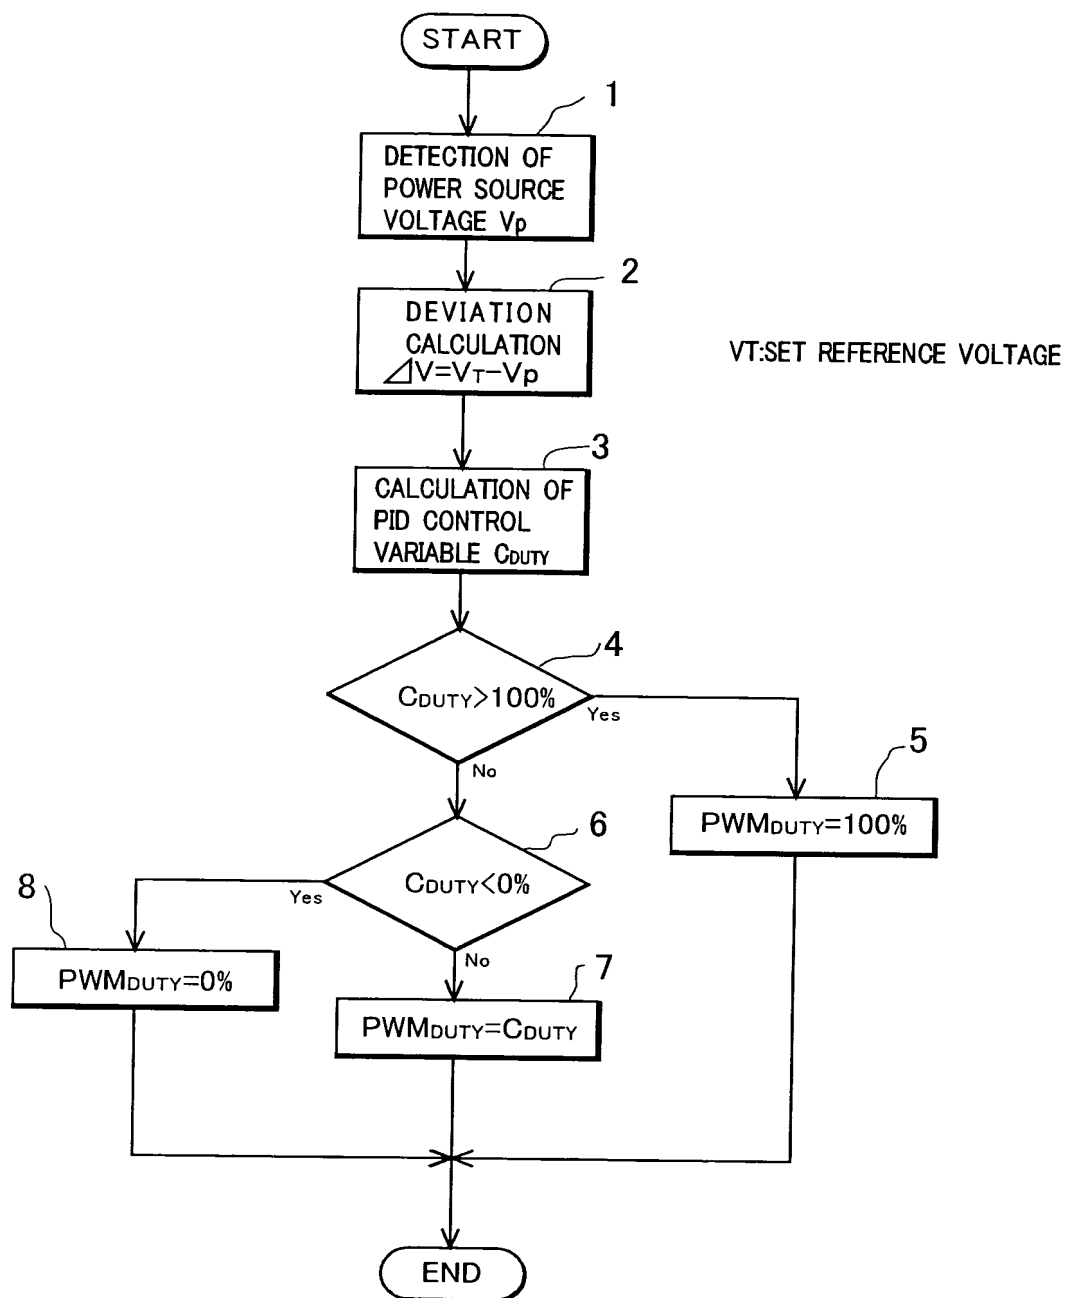 START
1
DETECTION OF
POWER SOURCE
VOLTAGE Vp
2
DEVIATION
CALCULATION
⊿V=VT-Vp
VT:SET REFERENCE VOLTAGE
3
CALCULATION OF
PID CONTROL
VARIABLE CDUTY
4
CDUTY>100%
Yes
No
5
PWMDUTY=100%
6
CDUTY<0%
Yes
No
8
PWMDUTY=0%
7
PWMDUTY=CDUTY
END